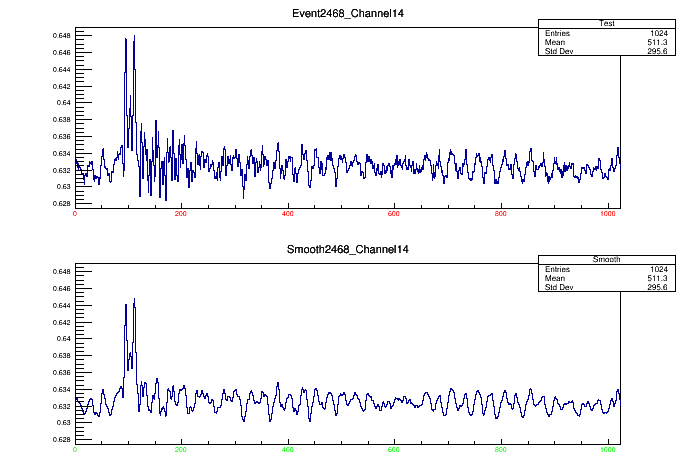 Event2468_Channel14
Test
Entries 1024
Mean 511.3
Std Dev 295.6
0.648
0.646
0.644
0.642
0.64
0.638
0.636
0.634
0.632
0.63
0.628
0 200 400 600 800 1000
Smooth2468_Channel14
Smooth
Entries 1024
Mean 511.3
Std Dev 295.6
0.648
0.646
0.644
0.642
0.64
0.638
0.636
0.634
0.632
0.63
0.628
0 200 400 600 800 1000